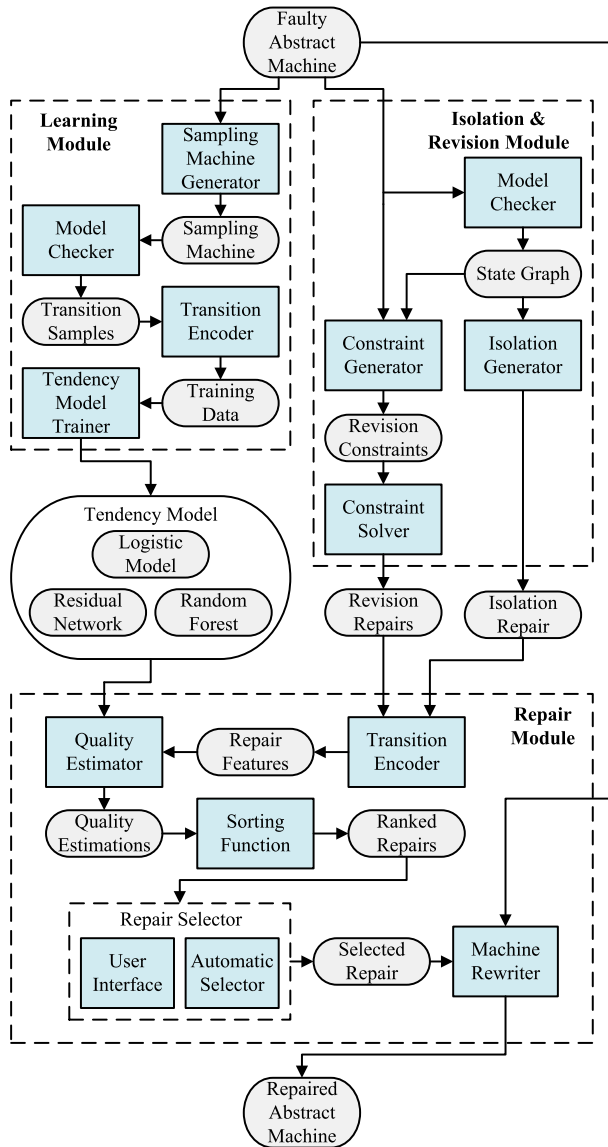 Faulty
Abstract
Machine
Learning
Module
Sampling
Machine
Generator
Model
Checker
Sampling
Machine
Transition
Samples
Transition
Encoder
Tendency
Model
Trainer
Training
Data
Isolation &
Revision Module
Model
Checker
State Graph
Constraint
Generator
Isolation
Generator
Revision
Constraints
Constraint
Solver
Tendency Model
Logistic
Model
Residual
Network
Random
Forest
Revision
Repairs
Isolation
Repair
Repair
Module
Quality
Estimator
Repair
Features
Transition
Encoder
Quality
Estimations
Sorting
Function
Ranked
Repairs
Repair Selector
User
Interface
Automatic
Selector
Selected
Repair
Machine
Rewriter
Repaired
Abstract
Machine